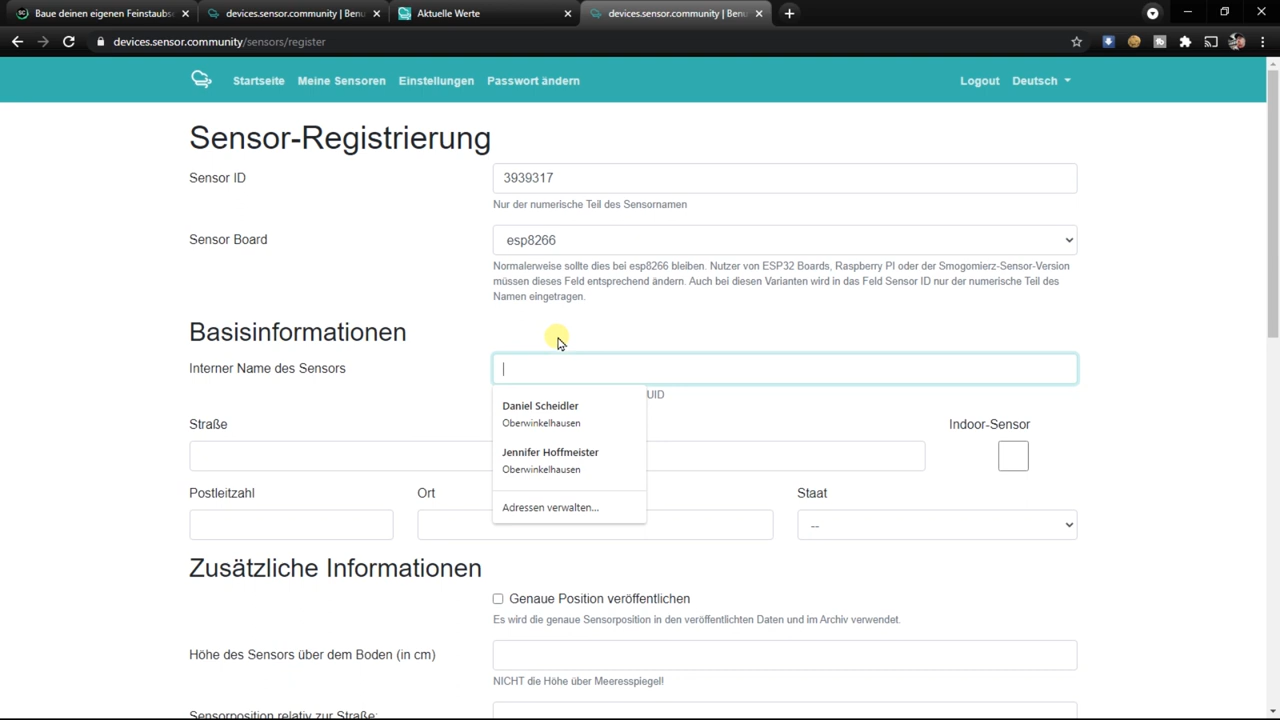 Baue deinen eigenen Feinstaubs
devices.sensor.community | Benu
Aktuelle Werte
devices.sensor.community | Benu
devices.sensor.community/sensors/register
Startseite Meine Sensoren Einstellungen Passwort ändern Logout Deutsch
Sensor-Registrierung
Sensor ID
3939317
Nur der numerische Teil des Sensornamen
Sensor Board
esp8266
Normalerweise sollte dies bei esp8266 bleiben. Nutzer von ESP32 Boards, Raspberry PI oder der Smogomierz-Sensor-Version
müssen dieses Feld entsprechend ändern. Auch bei diesen Varianten wird in das Feld Sensor ID nur der numerische Teil des
Namen eingetragen.
Basisinformationen
Interner Name des Sensors
UID
Daniel Scheidler
Oberwinkelhausen
Jennifer Hoffmeister
Oberwinkelhausen
Adressen verwalten...
Straße
Indoor-Sensor
Postleitzahl
Ort
Staat
--
Zusätzliche Informationen
Genaue Position veröffentlichen
Es wird die genaue Sensorposition in den veröffentlichten Daten und im Archiv verwendet.
Höhe des Sensors über dem Boden (in cm)
NICHT die Höhe über Meeresspiegel!
Sensorposition relativ zur Straße: